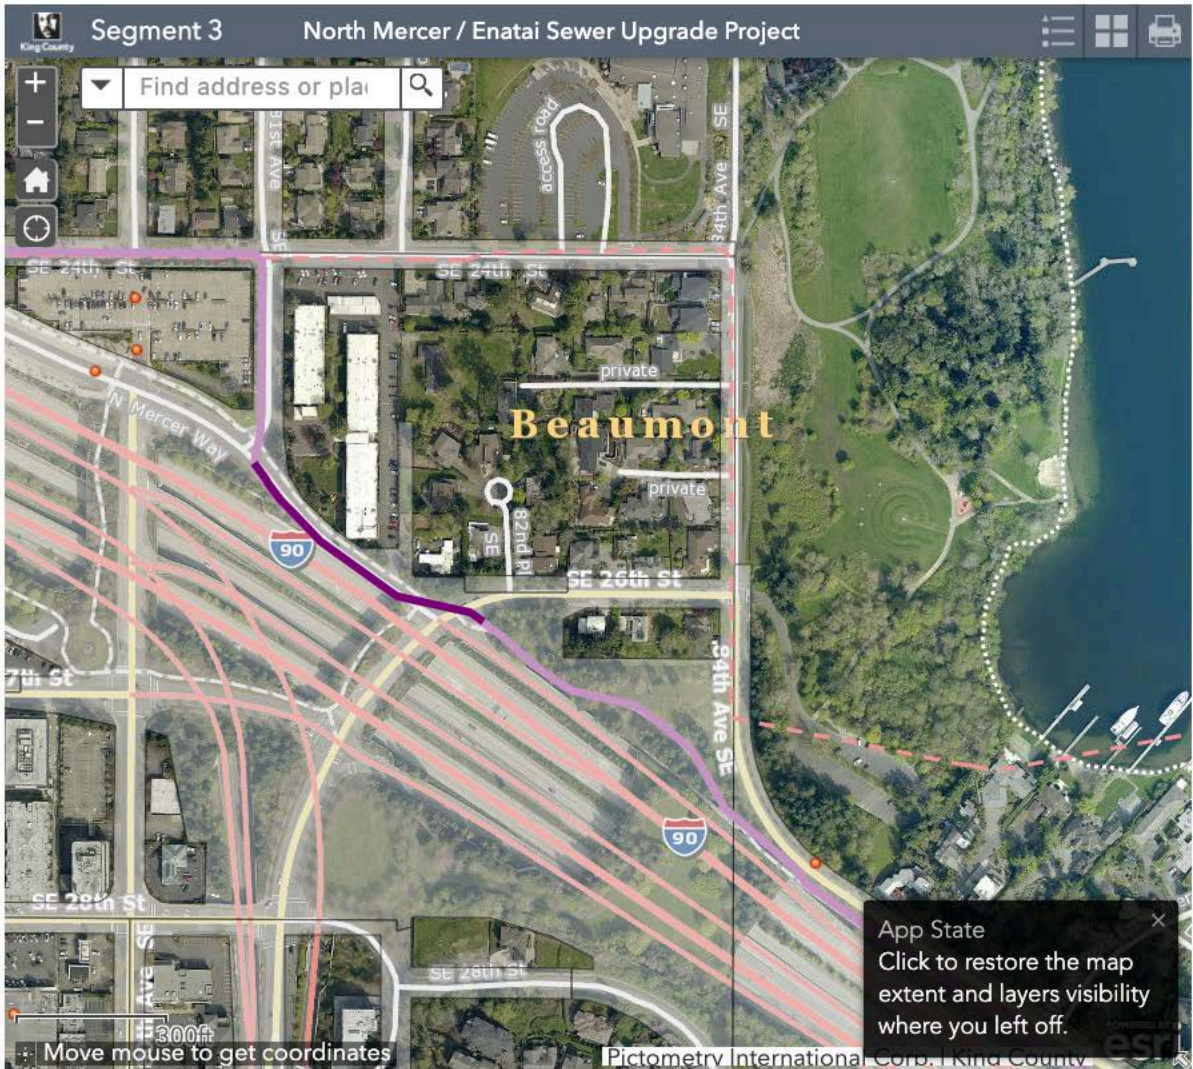 King County
Segment 3
North Mercer / Enatai Sewer Upgrade Project
+
Find address or plac
−
81st Ave
SE
access road
84th Ave SE
SE 24th St
SE 24th St
private
N Mercer Way
Beaumont
private
90
82nd Pl
SE
SE 26th St
84th Ave SE
7th St
90
SE 28th St
SE 28th St
Ave SE
App State
Click to restore the map
extent and layers visibility
where you left off.
300ft
Move mouse to get coordinates
Pictometry International Corp. | King County
esri